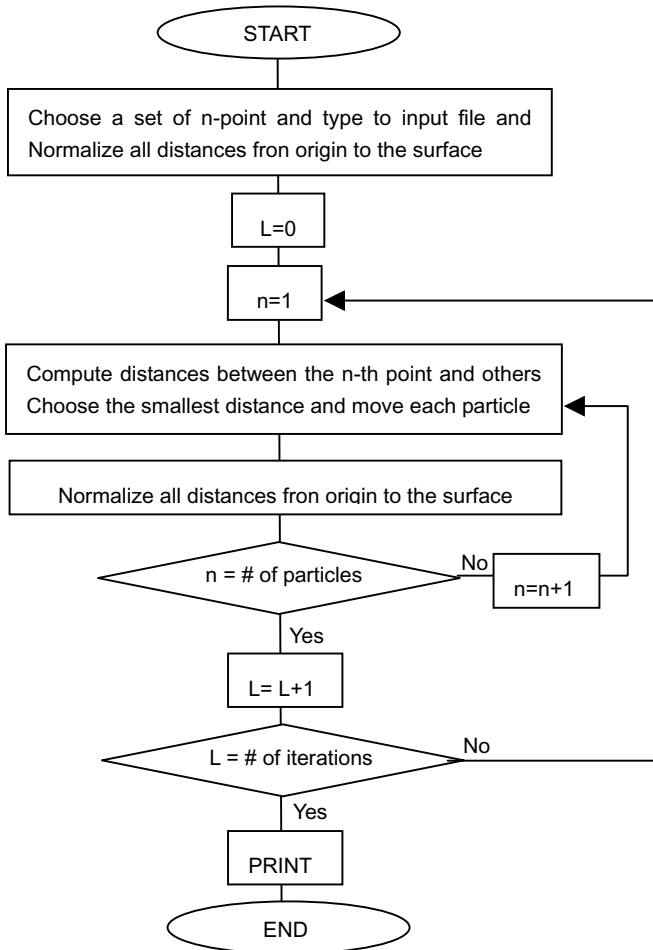 START
Choose a set of n-point and type to input file and
Normalize all distances fron origin to the surface
L=0
n=1
Compute distances between the n-th point and others
Choose the smallest distance and move each particle
Normalize all distances fron origin to the surface
n = # of particles
No
n=n+1
Yes
L= L+1
L = # of iterations
No
Yes
PRINT
END